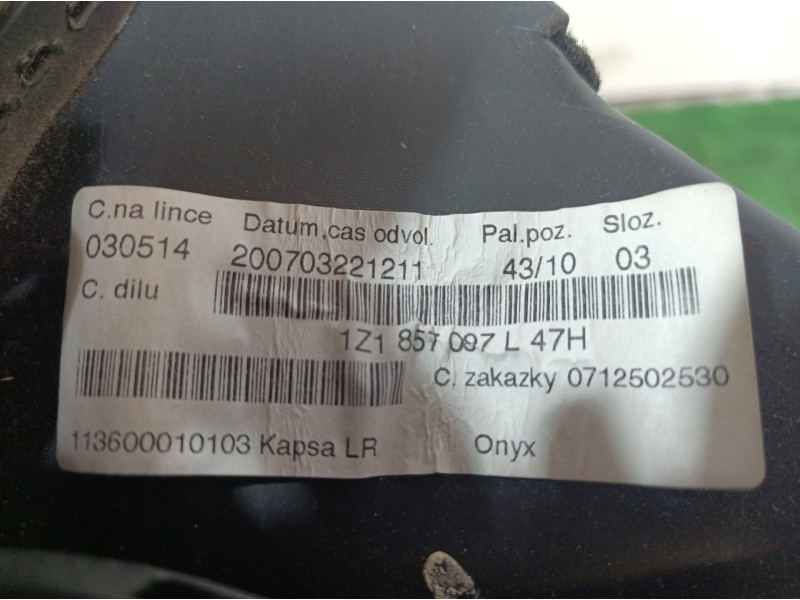 C.na lince Datum,cas odvol. Pal.poz. Sloz.
030514 200703221211 43/10 03
C. dilu
1Z1 857 097 L 47H
C. zakazky 0712502530
113600010103 Kapsa LR Onyx